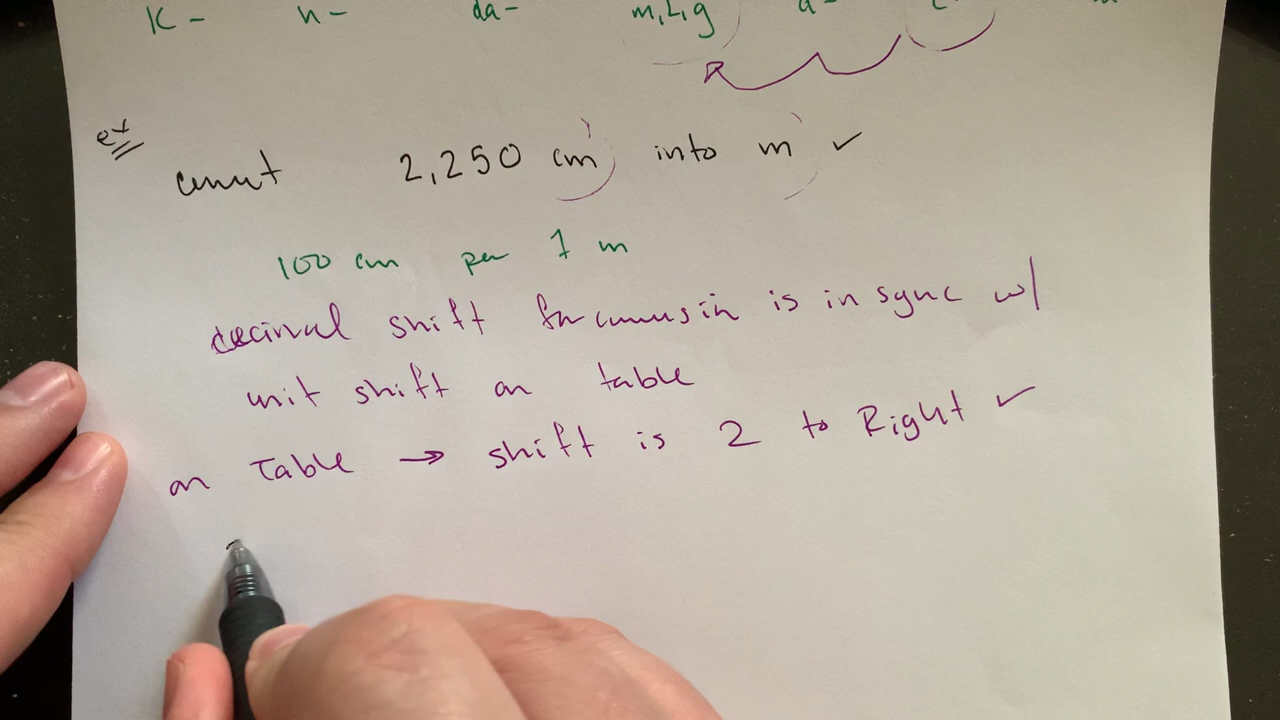 K - h - da- m, L, g d-
ex
convert 2,250 cm into m ✓
100 cm per 1 m
decimal shift for conversion is in sync w/
unit shift on table
on Table → shift is 2 to Right ✓